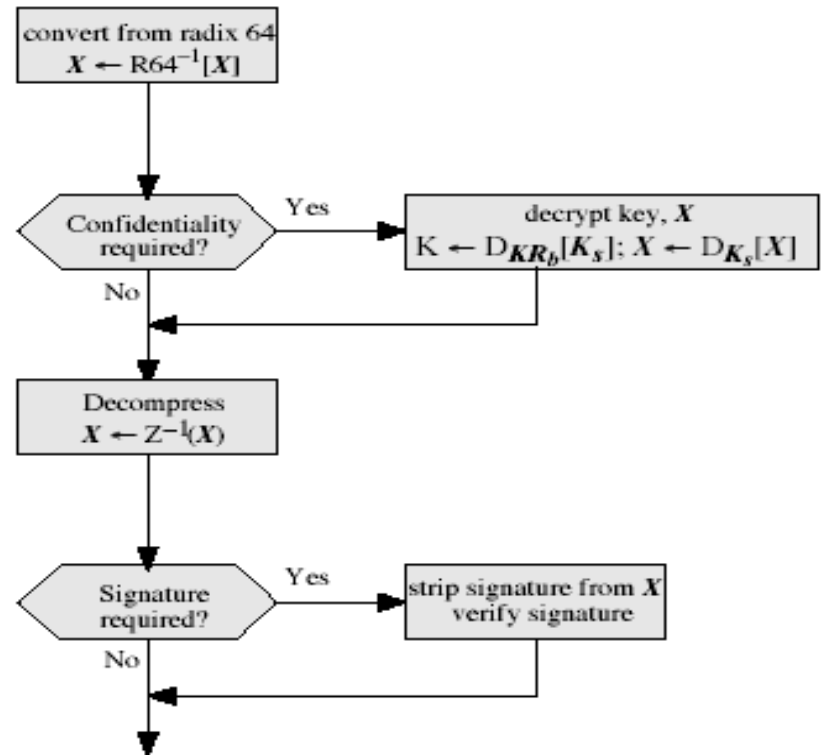 convert from radix 64
X ← R64⁻¹[X]
Confidentiality
required?
Yes
decrypt key, X
K ← D_KR_b[K_s]; X ← D_K_s[X]
No
Decompress
X ← Z⁻¹(X)
Signature
required?
Yes
strip signature from X
verify signature
No